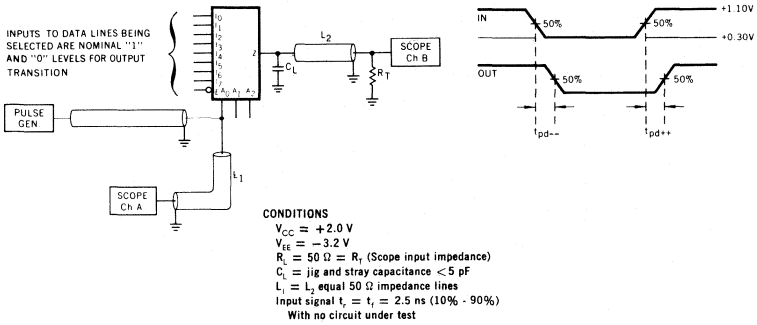 INPUTS TO DATA LINES BEING
SELECTED ARE NOMINAL "1"
AND "0" LEVELS FOR OUTPUT
TRANSITION
I0
I1
I2
I3
I4
I5
I6
I7
E A0 A1 A2
Z
L2
CL
RT
SCOPE
Ch B
PULSE
GEN
L1
SCOPE
Ch A
IN
50%
50%
+1.10V
+0.30V
OUT
50%
50%
tpd--
tpd++
CONDITIONS
VCC = +2.0 V
VEE = −3.2 V
RL = 50 Ω = RT (Scope input impedance)
CL = jig and stray capacitance < 5 pF
L1 = L2 equal 50 Ω impedance lines
Input signal tr = tf = 2.5 ns (10% - 90%)
With no circuit under test